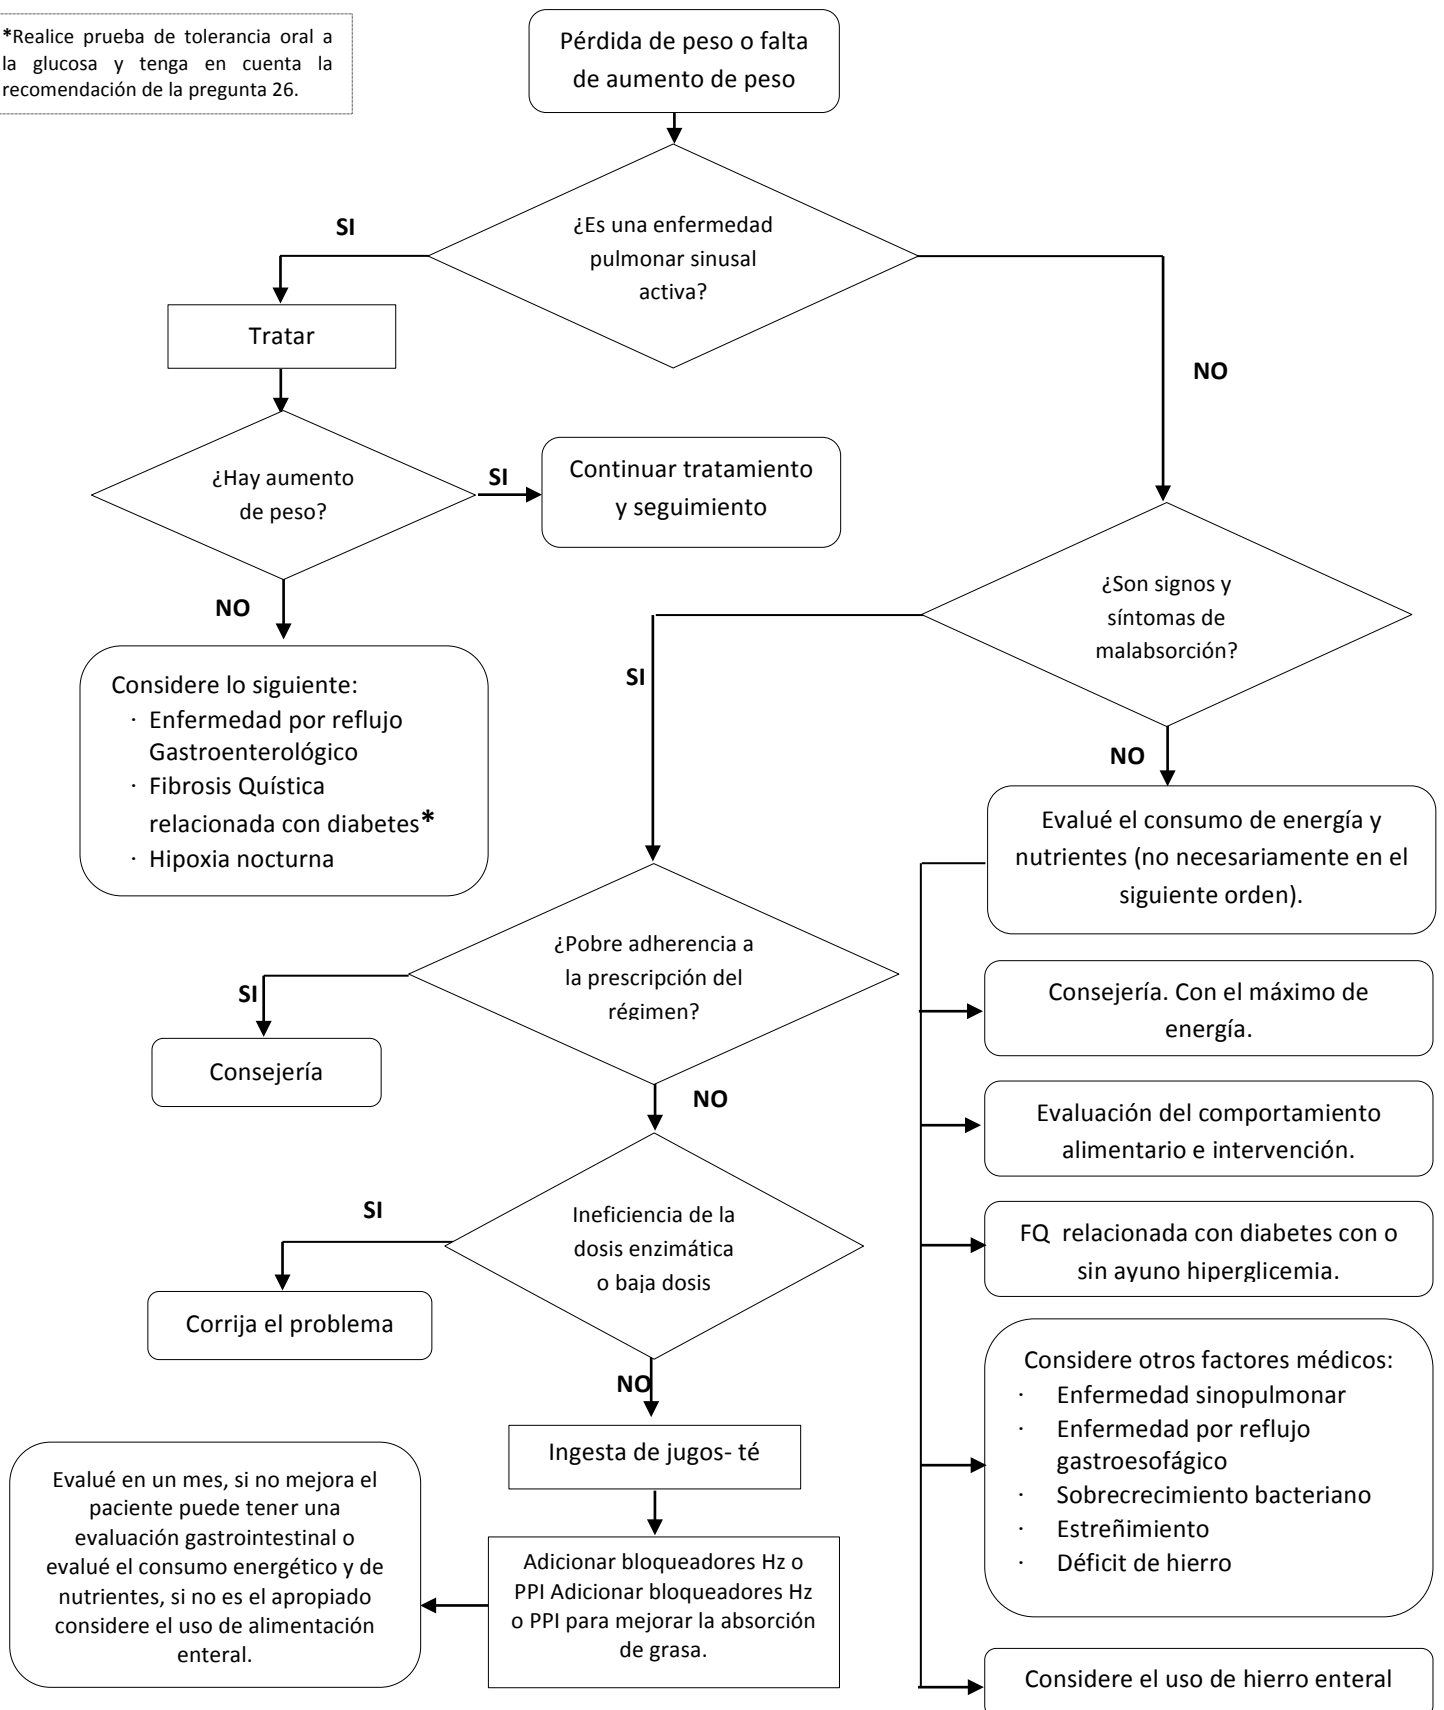 *Realice prueba de tolerancia oral a
la glucosa y tenga en cuenta la
recomendación de la pregunta 26.
Pérdida de peso o falta
de aumento de peso
¿Es una enfermedad
pulmonar sinusal
activa?
SI
NO
Tratar
¿Hay aumento
de peso?
SI
Continuar tratamiento
y seguimiento
NO
Considere lo siguiente:
· Enfermedad por reflujo
Gastroenterológico
· Fibrosis Quística
relacionada con diabetes*
· Hipoxia nocturna
¿Son signos y
síntomas de
malabsorción?
SI
NO
¿Pobre adherencia a
la prescripción del
régimen?
SI
Consejería
NO
Ineficiencia de la
dosis enzimática
o baja dosis
SI
Corrija el problema
NO
Ingesta de jugos- té
Adicionar bloqueadores Hz o
PPI Adicionar bloqueadores Hz
o PPI para mejorar la absorción
de grasa.
Evalué en un mes, si no mejora el
paciente puede tener una
evaluación gastrointestinal o
evalué el consumo energético y de
nutrientes, si no es el apropiado
considere el uso de alimentación
enteral.
Evalué el consumo de energía y
nutrientes (no necesariamente en el
siguiente orden).
Consejería. Con el máximo de
energía.
Evaluación del comportamiento
alimentario e intervención.
FQ relacionada con diabetes con o
sin ayuno hiperglicemia.
Considere otros factores médicos:
· Enfermedad sinopulmonar
· Enfermedad por reflujo
gastroesofágico
· Sobrecrecimiento bacteriano
· Estreñimiento
· Déficit de hierro
Considere el uso de hierro enteral